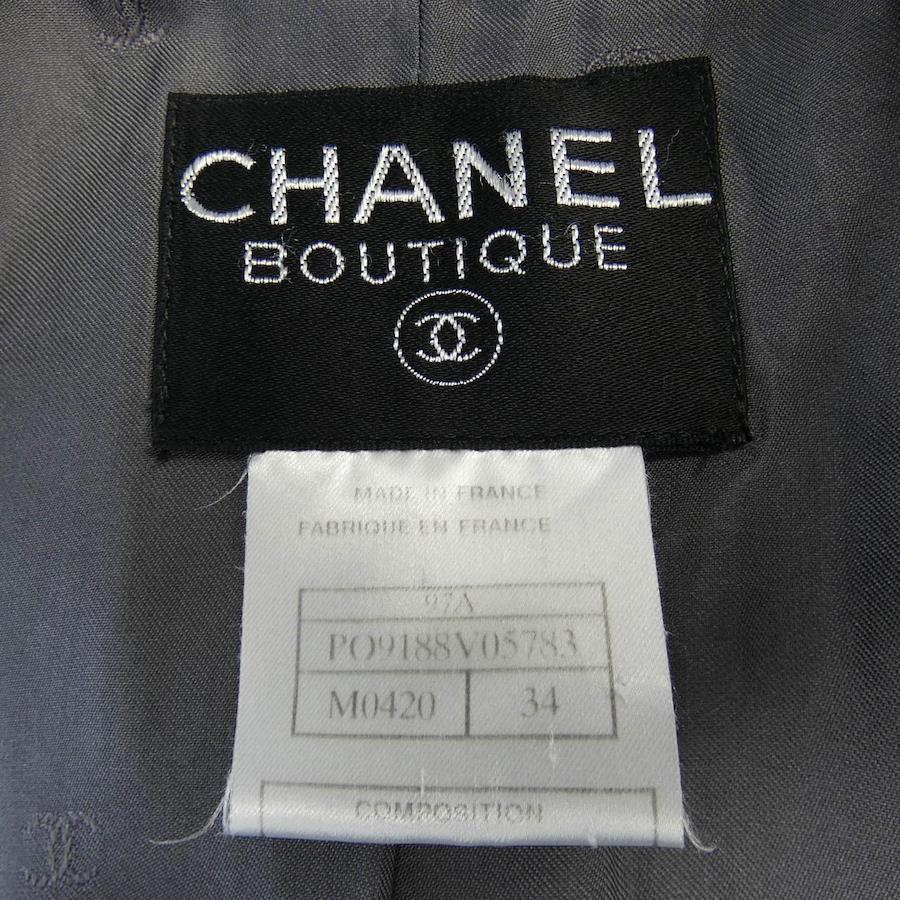 CHANEL
BOUTIQUE
MADE IN FRANCE
FABRIQUE EN FRANCE
97A
PO9188V05783
M0420 34
COMPOSITION